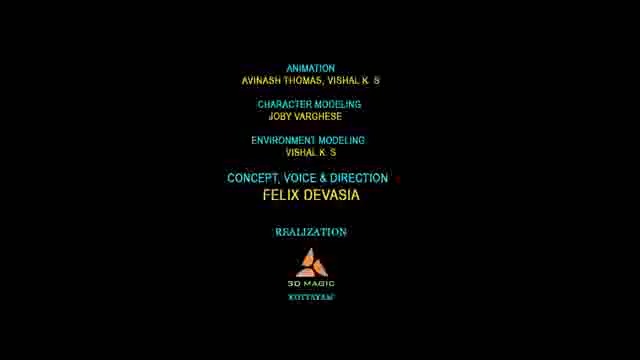 ANIMATION
AVINASH THOMAS, VISHAL K. S
CHARACTER MODELING
JOBY VARGHESE
ENVIRONMENT MODELING
VISHAL K. S
CONCEPT, VOICE & DIRECTION
FELIX DEVASIA
REALIZATION
3D MAGIC
KOTTAYAM